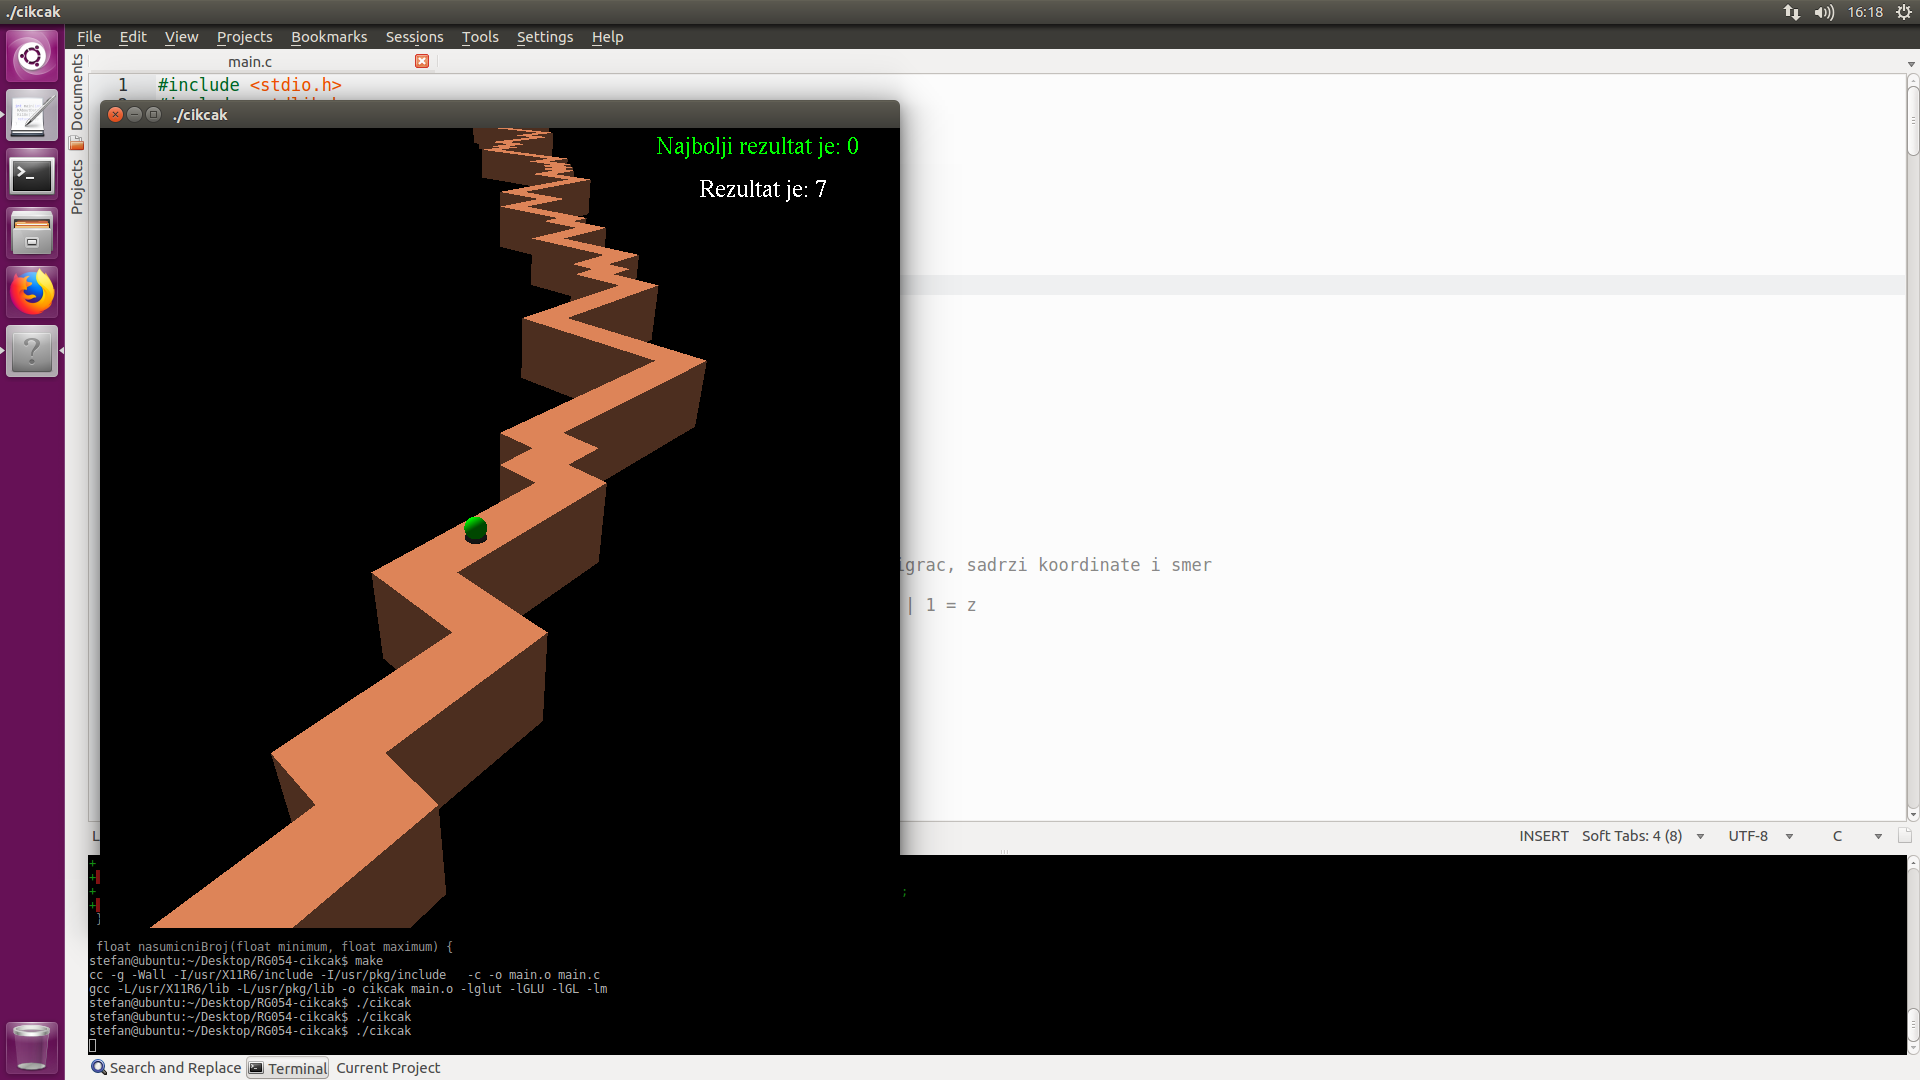 ./cikcak
16:18
File Edit View Projects Bookmarks Sessions Tools Settings Help
main.c
Documents
Projects
1 #include <stdio.h>
./cikcak
Najbolji rezultat je: 0
Rezultat je: 7
igrac, sadrzi koordinate i smer
| 1 = z
INSERT Soft Tabs: 4 (8) UTF-8 C
+
+
+
;
+
}
float nasumicniBroj(float minimum, float maximum) {
stefan@ubuntu:~/Desktop/RG054-cikcak$ make
cc -g -Wall -I/usr/X11R6/include -I/usr/pkg/include -c -o main.o main.c
gcc -L/usr/X11R6/lib -L/usr/pkg/lib -o cikcak main.o -lglut -lGLU -lGL -lm
stefan@ubuntu:~/Desktop/RG054-cikcak$ ./cikcak
stefan@ubuntu:~/Desktop/RG054-cikcak$ ./cikcak
stefan@ubuntu:~/Desktop/RG054-cikcak$ ./cikcak
Search and Replace Terminal Current Project